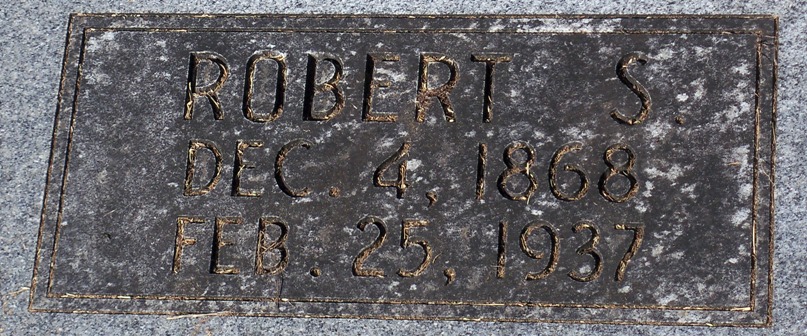 ROBERT S.
DEC. 4, 1868
FEB. 25, 1937